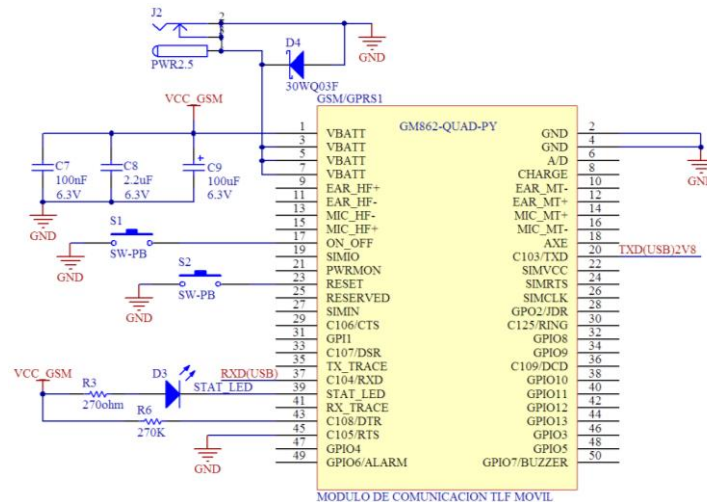 J2
PWR2.5
D4
30WQ03F
GND
VCC_GSM
GSM/GPRS1
GM862-QUAD-PY
C7
100nF
6.3V
C8
2.2uF
6.3V
C9
100uF
6.3V
GND
S1
SW-PB
GND
S2
SW-PB
GND
1 VBATT GND 2
3 VBATT GND 4
5 VBATT A/D 6
7 VBATT CHARGE 8
9 EAR_HF+ EAR_MT- 10
11 EAR_HF- EAR_MT+ 12
13 MIC_HF- MIC_MT+ 14
15 MIC_HF+ MIC_MT- 16
17 ON_OFF AXE 18
19 SIMIO C103/TXD 20 TXD(USB)2V8
21 PWRMON SIMVCC 22
23 RESET SIMRTS 24
25 RESERVED SIMCLK 26
27 SIMIN GPO2/JDR 28
29 C106/CTS C125/RING 30
31 GPI1 GPIO8 32
33 C107/DSR GPIO9 34
35 TX_TRACE C109/DCD 36
RXD(USB) 37 C104/RXD GPIO10 38
STAT_LED 39 STAT_LED GPIO11 40
41 RX_TRACE GPIO12 42
43 C108/DTR GPIO13 44
45 C105/RTS GPIO3 46
47 GPIO4 GPIO5 48
49 GPIO6/ALARM GPIO7/BUZZER 50
GND
VCC_GSM
R3
270ohm
D3
R6
270K
GND
MODULO DE COMUNICACION TLF MOVIL